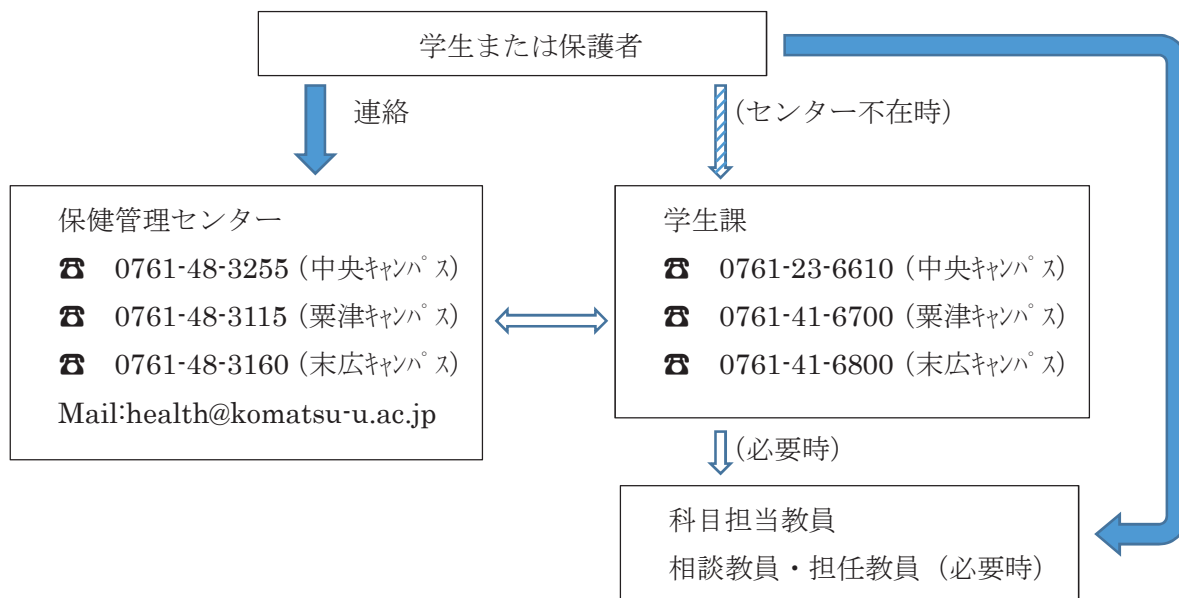 学生または保護者
連絡
(センター不在時)
保健管理センター
☎ 0761-48-3255 (中央ｷｬﾝﾊﾟｽ)
☎ 0761-48-3115 (粟津ｷｬﾝﾊﾟｽ)
☎ 0761-48-3160 (末広ｷｬﾝﾊﾟｽ)
Mail:health@komatsu-u.ac.jp
学生課
☎ 0761-23-6610 (中央ｷｬﾝﾊﾟｽ)
☎ 0761-41-6700 (粟津ｷｬﾝﾊﾟｽ)
☎ 0761-41-6800 (末広ｷｬﾝﾊﾟｽ)
(必要時)
科目担当教員
相談教員・担任教員（必要時）